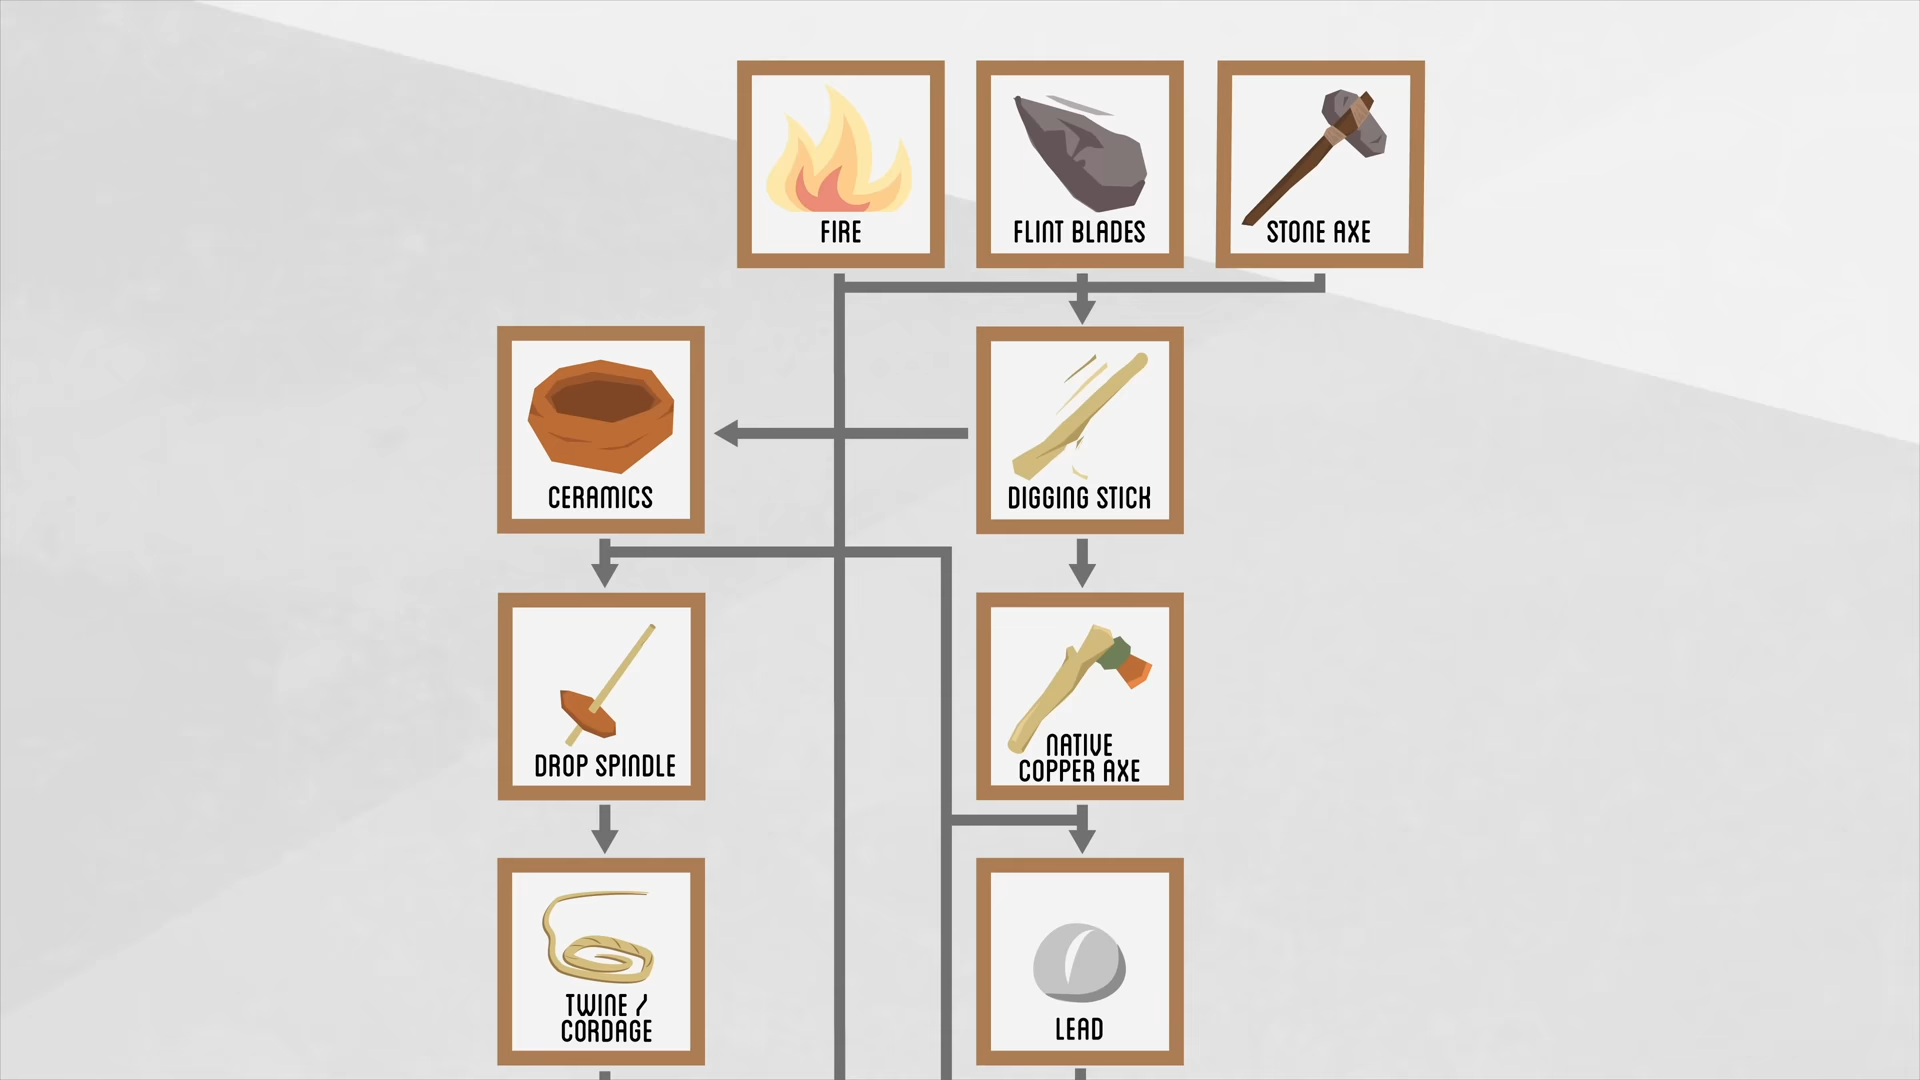 FIRE
FLINT BLADES
STONE AXE
CERAMICS
DIGGING STICK
DROP SPINDLE
NATIVE
COPPER AXE
TWINE /
CORDAGE
LEAD